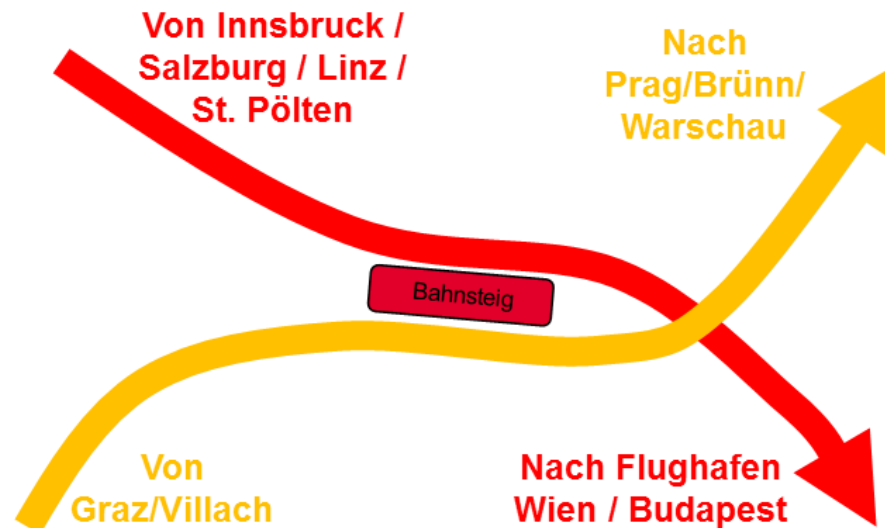 Von Innsbruck /
Salzburg / Linz /
St. Pölten
Nach
Prag/Brünn/
Warschau
Bahnsteig
Von
Graz/Villach
Nach Flughafen
Wien / Budapest